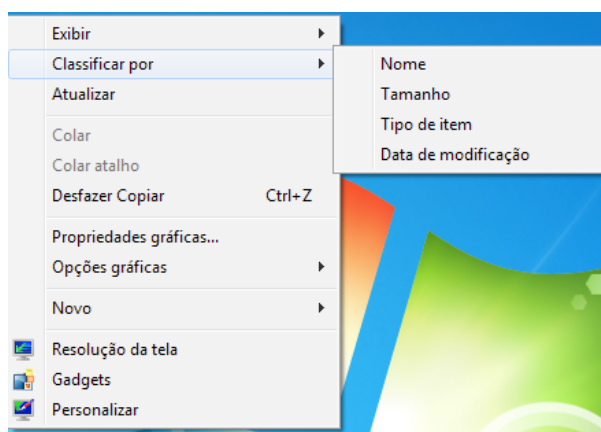 Exibir
Classificar por
Atualizar
Colar
Colar atalho
Desfazer Copiar Ctrl+Z
Propriedades gráficas...
Opções gráficas
Novo
Resolução da tela
Gadgets
Personalizar
Nome
Tamanho
Tipo de item
Data de modificação